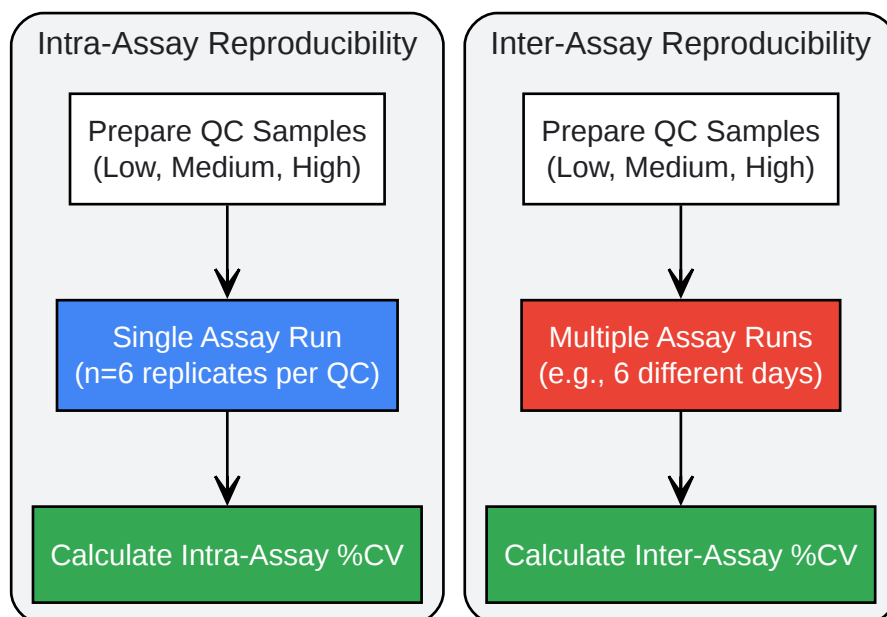 Intra-Assay Reproducibility
Prepare QC Samples
(Low, Medium, High)
Single Assay Run
(n=6 replicates per QC)
Calculate Intra-Assay %CV
Inter-Assay Reproducibility
Prepare QC Samples
(Low, Medium, High)
Multiple Assay Runs
(e.g., 6 different days)
Calculate Inter-Assay %CV